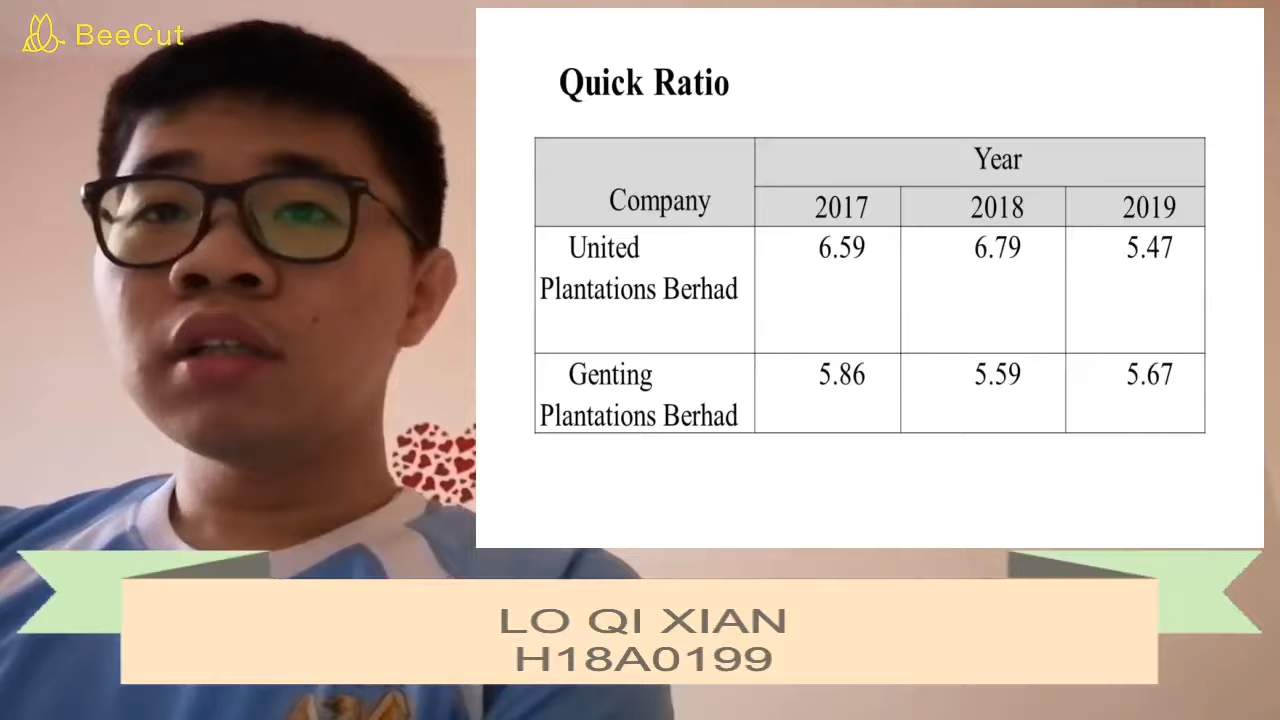 BeeCut
Quick Ratio
Company
Year
2017 2018 2019
United
Plantations Berhad
6.59 6.79 5.47
Genting
Plantations Berhad
5.86 5.59 5.67
LO QI XIAN
H18A0199